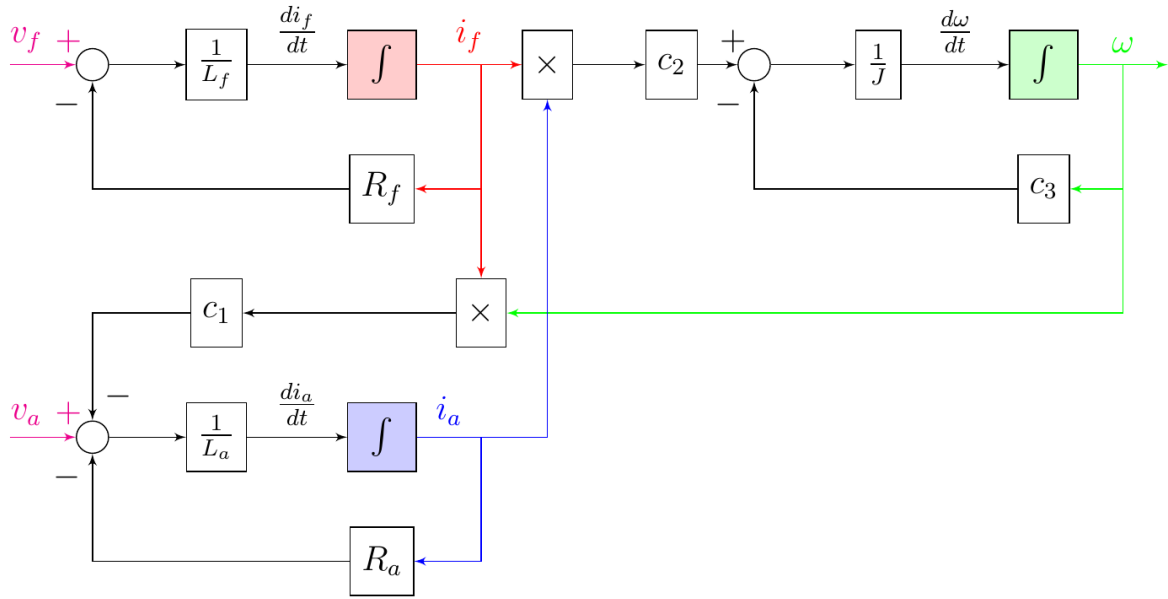 v_f + 1/L_f di_f/dt ∫ i_f × c_2 + 1/J dω/dt ∫ ω
− −
R_f c_3
c_1 ×
−
v_a + 1/L_a di_a/dt ∫ i_a
−
R_a